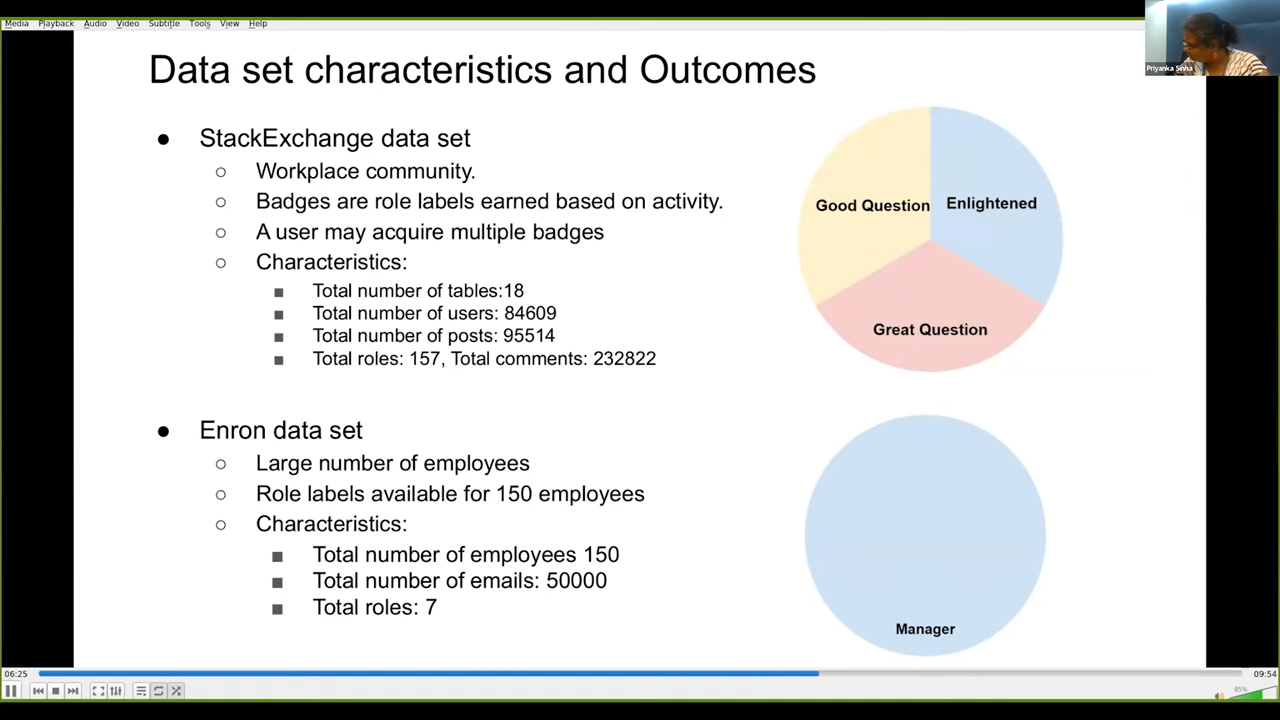 Media Playback Audio Video Subtitle Tools View Help
Priyanka Sinha
Data set characteristics and Outcomes
● StackExchange data set
○ Workplace community.
○ Badges are role labels earned based on activity.
○ A user may acquire multiple badges
○ Characteristics:
■ Total number of tables:18
■ Total number of users: 84609
■ Total number of posts: 95514
■ Total roles: 157, Total comments: 232822
Good Question
Enlightened
Great Question
● Enron data set
○ Large number of employees
○ Role labels available for 150 employees
○ Characteristics:
■ Total number of employees 150
■ Total number of emails: 50000
■ Total roles: 7
Manager
06:25
09:54
85%